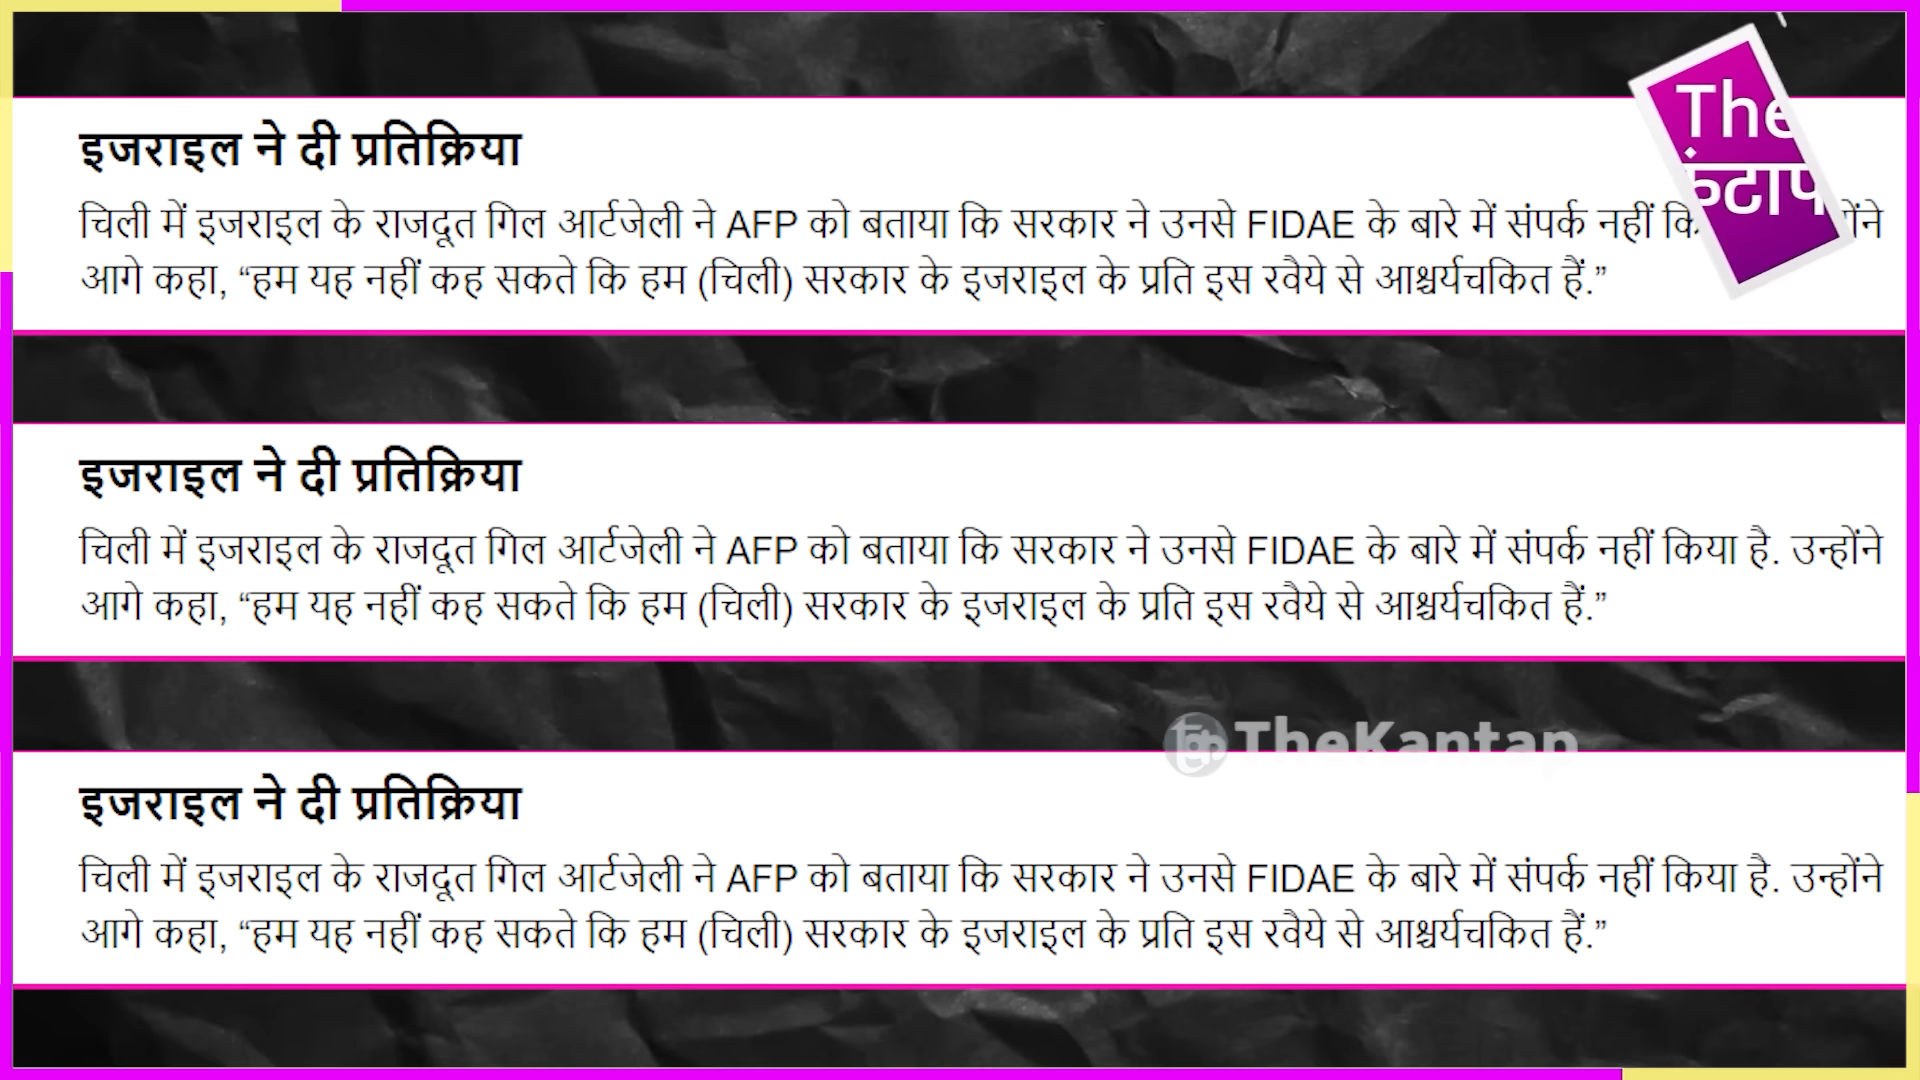 The
कंटाप
इजराइल ने दी प्रतिक्रिया
चिली में इजराइल के राजदूत गिल आर्टजेली ने AFP को बताया कि सरकार ने उनसे FIDAE के बारे में संपर्क नहीं
आगे कहा, “हम यह नहीं कह सकते कि हम (चिली) सरकार के इजराइल के प्रति इस रवैये से आश्चर्यचकित हैं.”
इजराइल ने दी प्रतिक्रिया
चिली में इजराइल के राजदूत गिल आर्टजेली ने AFP को बताया कि सरकार ने उनसे FIDAE के बारे में संपर्क नहीं किया है. उन्होंने
आगे कहा, “हम यह नहीं कह सकते कि हम (चिली) सरकार के इजराइल के प्रति इस रवैये से आश्चर्यचकित हैं.”
TheKantap
इजराइल ने दी प्रतिक्रिया
चिली में इजराइल के राजदूत गिल आर्टजेली ने AFP को बताया कि सरकार ने उनसे FIDAE के बारे में संपर्क नहीं किया है. उन्होंने
आगे कहा, “हम यह नहीं कह सकते कि हम (चिली) सरकार के इजराइल के प्रति इस रवैये से आश्चर्यचकित हैं.”